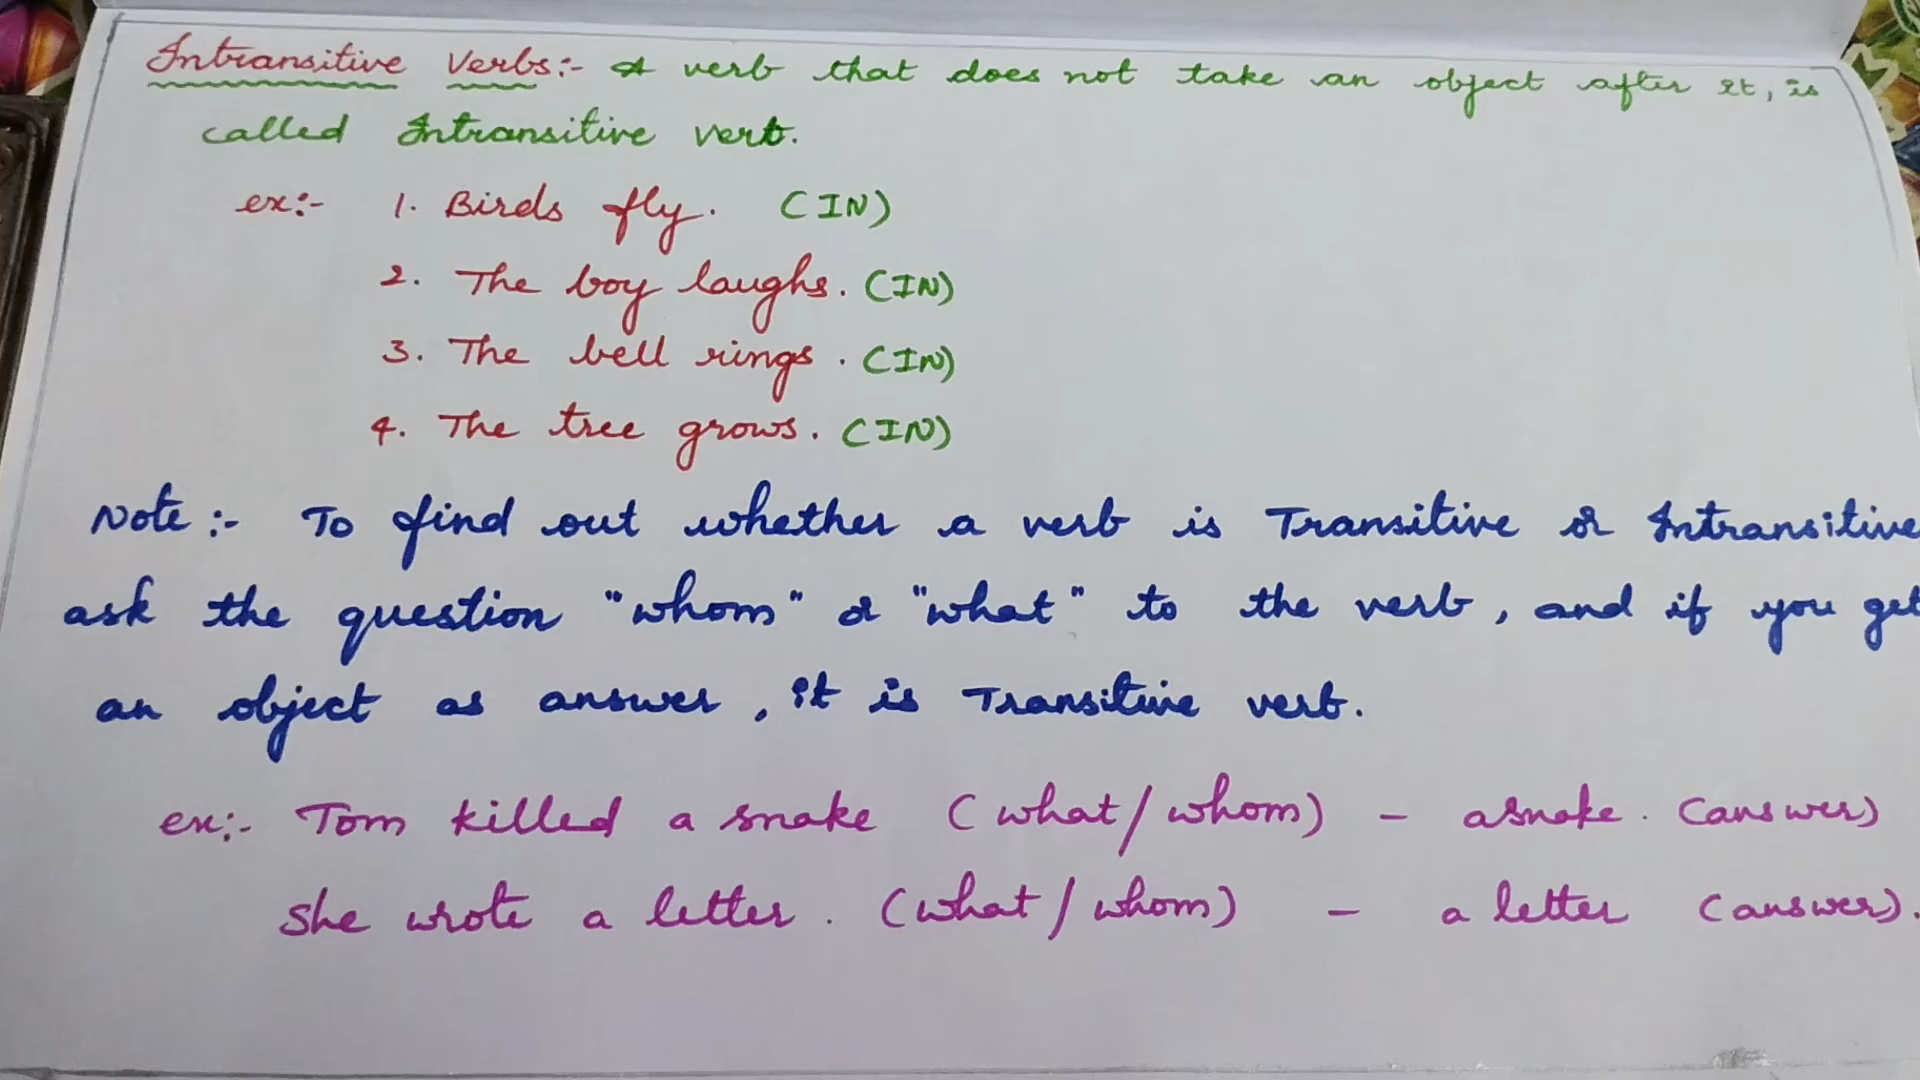 Intransitive Verbs:- A verb that does not take an object after it, is
called Intransitive verb.
ex:- 1. Birds fly. (IN)
2. The boy laughs. (IN)
3. The bell rings. (IN)
4. The tree grows. (IN)
Note:- To find out whether a verb is Transitive or Intransitive
ask the question "whom" or "what" to the verb, and if you get
an object as answer, it is Transitive verb.
ex:- Tom killed a snake (what/whom) - a snake. (answer)
She wrote a letter. (what/whom) - a letter (answer).